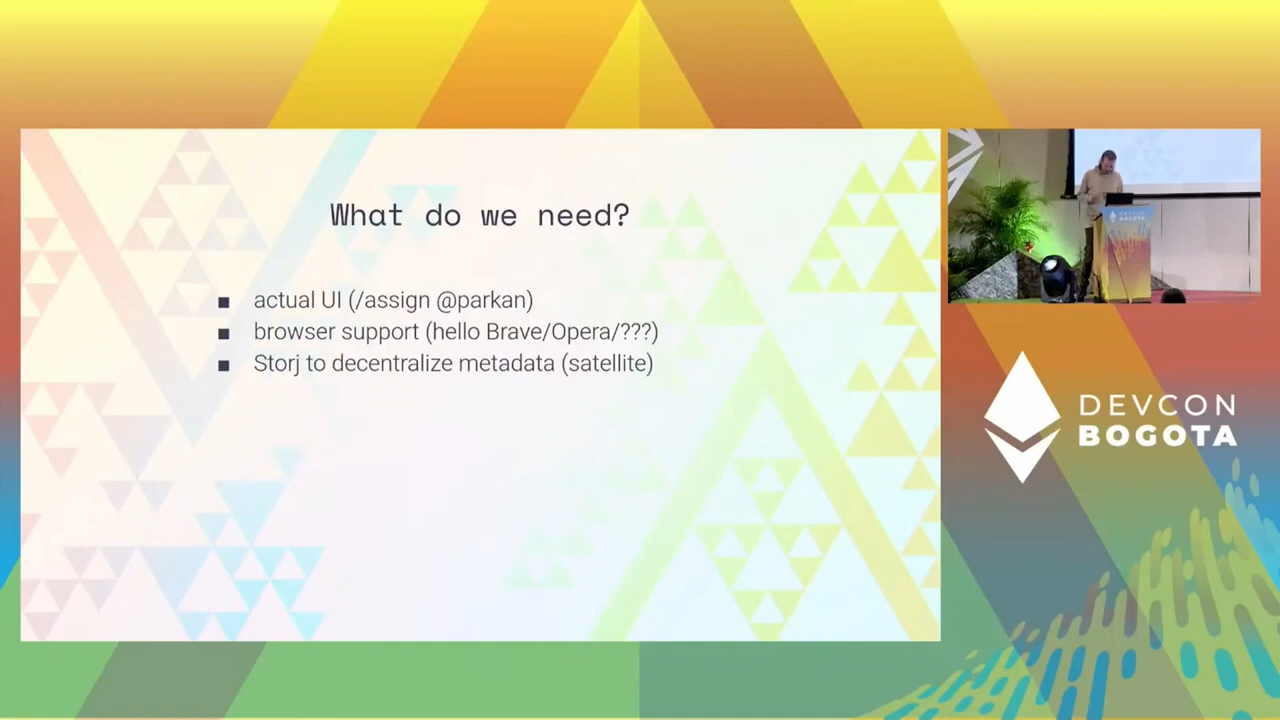 What do we need?
■ actual UI (/assign @parkan)
■ browser support (hello Brave/Opera/???)
■ Storj to decentralize metadata (satellite)
DEVCON
BOGOTA